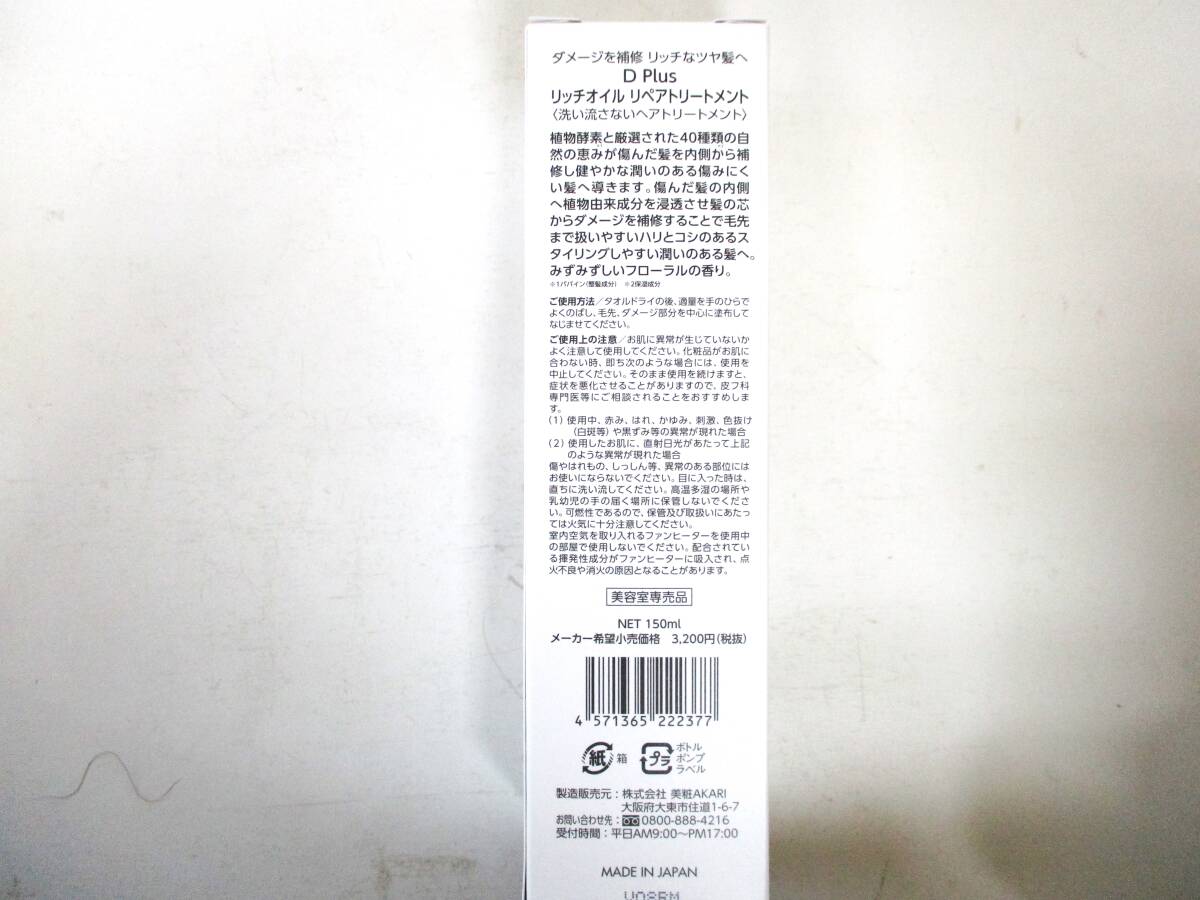 ダメージを補修 リッチなツヤ髪へ
D Plus
リッチオイル リペアトリートメント
〈洗い流さないヘアトリートメント〉
植物酵素と厳選された40種類の自
然の恵みが傷んだ髪を内側から補
修し健やかな潤いのある傷みにく
い髪へ導きます。傷んだ髪の内側
へ植物由来成分を浸透させ髪の芯
からダメージを補修することで毛先
まで扱いやすいハリとコシのあるス
タイリングしやすい潤いのある髪へ。
みずみずしいフローラルの香り。
※1パパイン(整髪成分) ※2保湿成分
ご使用方法/タオルドライの後、適量を手のひらで
よくのばし、毛先、ダメージ部分を中心に塗布して
なじませてください。
ご使用上の注意/お肌に異常が生じていないか
よく注意して使用してください。化粧品がお肌に
合わない時、即ち次のような場合には、使用を
中止してください。そのまま使用を続けますと、
症状を悪化させることがありますので、皮フ科
専門医等にご相談されることをおすすめしま
す。
(1) 使用中、赤み、はれ、かゆみ、刺激、色抜け
(白斑等)や黒ずみ等の異常が現れた場合
(2) 使用したお肌に、直射日光があたって上記
のような異常が現れた場合
傷やはれもの、しっしん等、異常のある部位には
お使いにならないでください。目に入った時は、
直ちに洗い流してください。高温多湿の場所や
乳幼児の手の届く場所に保管しないでくださ
い。可燃性であるので、保管及び取扱いにあたっ
ては火気に十分注意してください。
室内空気を取り入れるファンヒーターを使用中
の部屋で使用しないでください。配合されてい
る揮発性成分がファンヒーターに吸入され、点
火不良や消火の原因となることがあります。
美容室専売品
NET 150ml
メーカー希望小売価格 3,200円(税抜)
4 571365 222377
紙 箱 プラ ボトル
ポンプ
ラベル
製造販売元:株式会社 美粧AKARI
大阪府大東市住道1-6-7
お問い合わせ先:0800-888-4216
受付時間:平日AM9:00〜PM17:00
MADE IN JAPAN